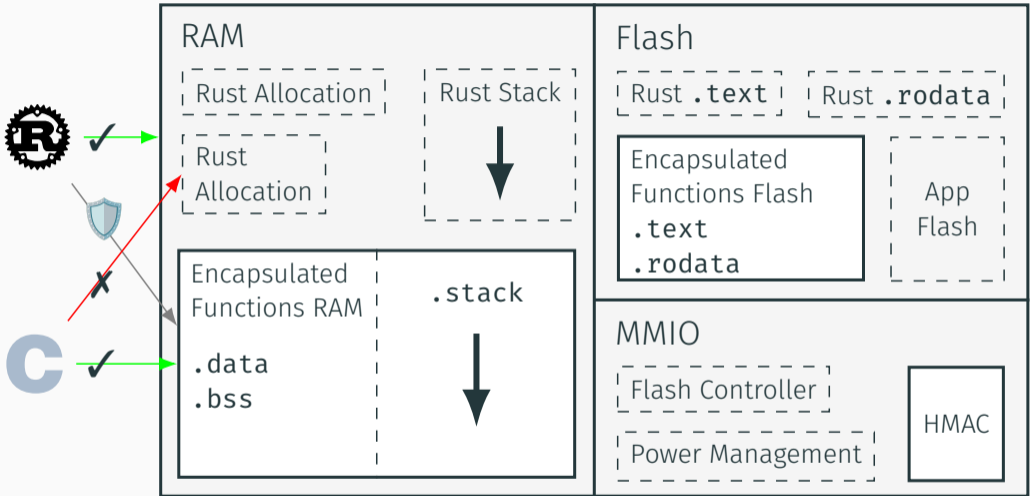 RAM
Rust Allocation
Rust
Allocation
Rust Stack
Encapsulated
Functions RAM
.data
.bss
.stack
Flash
Rust .text
Rust .rodata
Encapsulated
Functions Flash
.text
.rodata
App
Flash
MMIO
Flash Controller
Power Management
HMAC
R
C